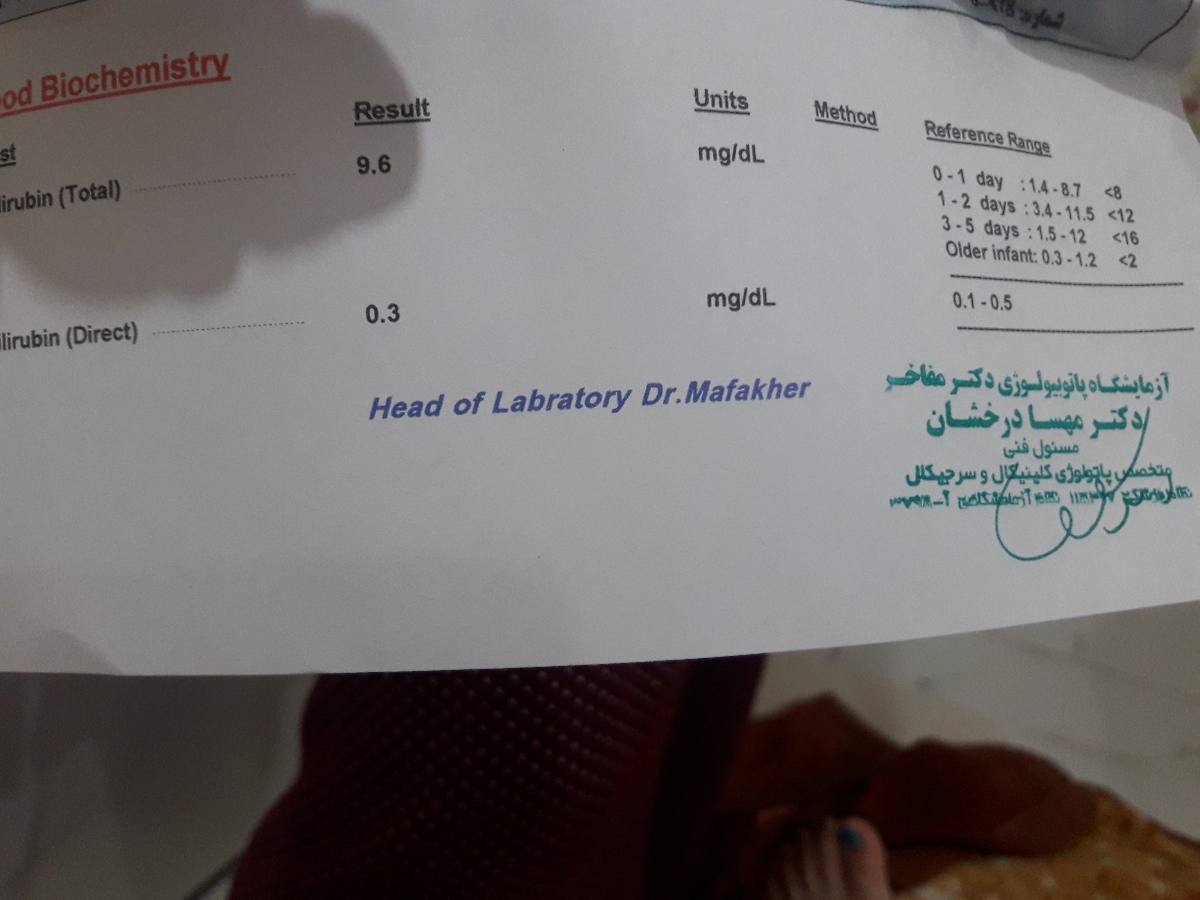 ood Biochemistry
st Result Units Method Reference Range
lirubin (Total) 9.6 mg/dL
0 - 1 day : 1.4 - 8.7 <8
1 - 2 days : 3.4 - 11.5 <12
3 - 5 days : 1.5 - 12 <16
Older infant: 0.3 - 1.2 <2
ilirubin (Direct) 0.3 mg/dL 0.1 - 0.5
Head of Labratory Dr.Mafakher
آزمایشگاه پاتوبیولوژی دکتر مفاخر
دکتر مهسا درخشان
مسئول فنی
متخصص پاتولوژی کلینیکال و سرجیکال